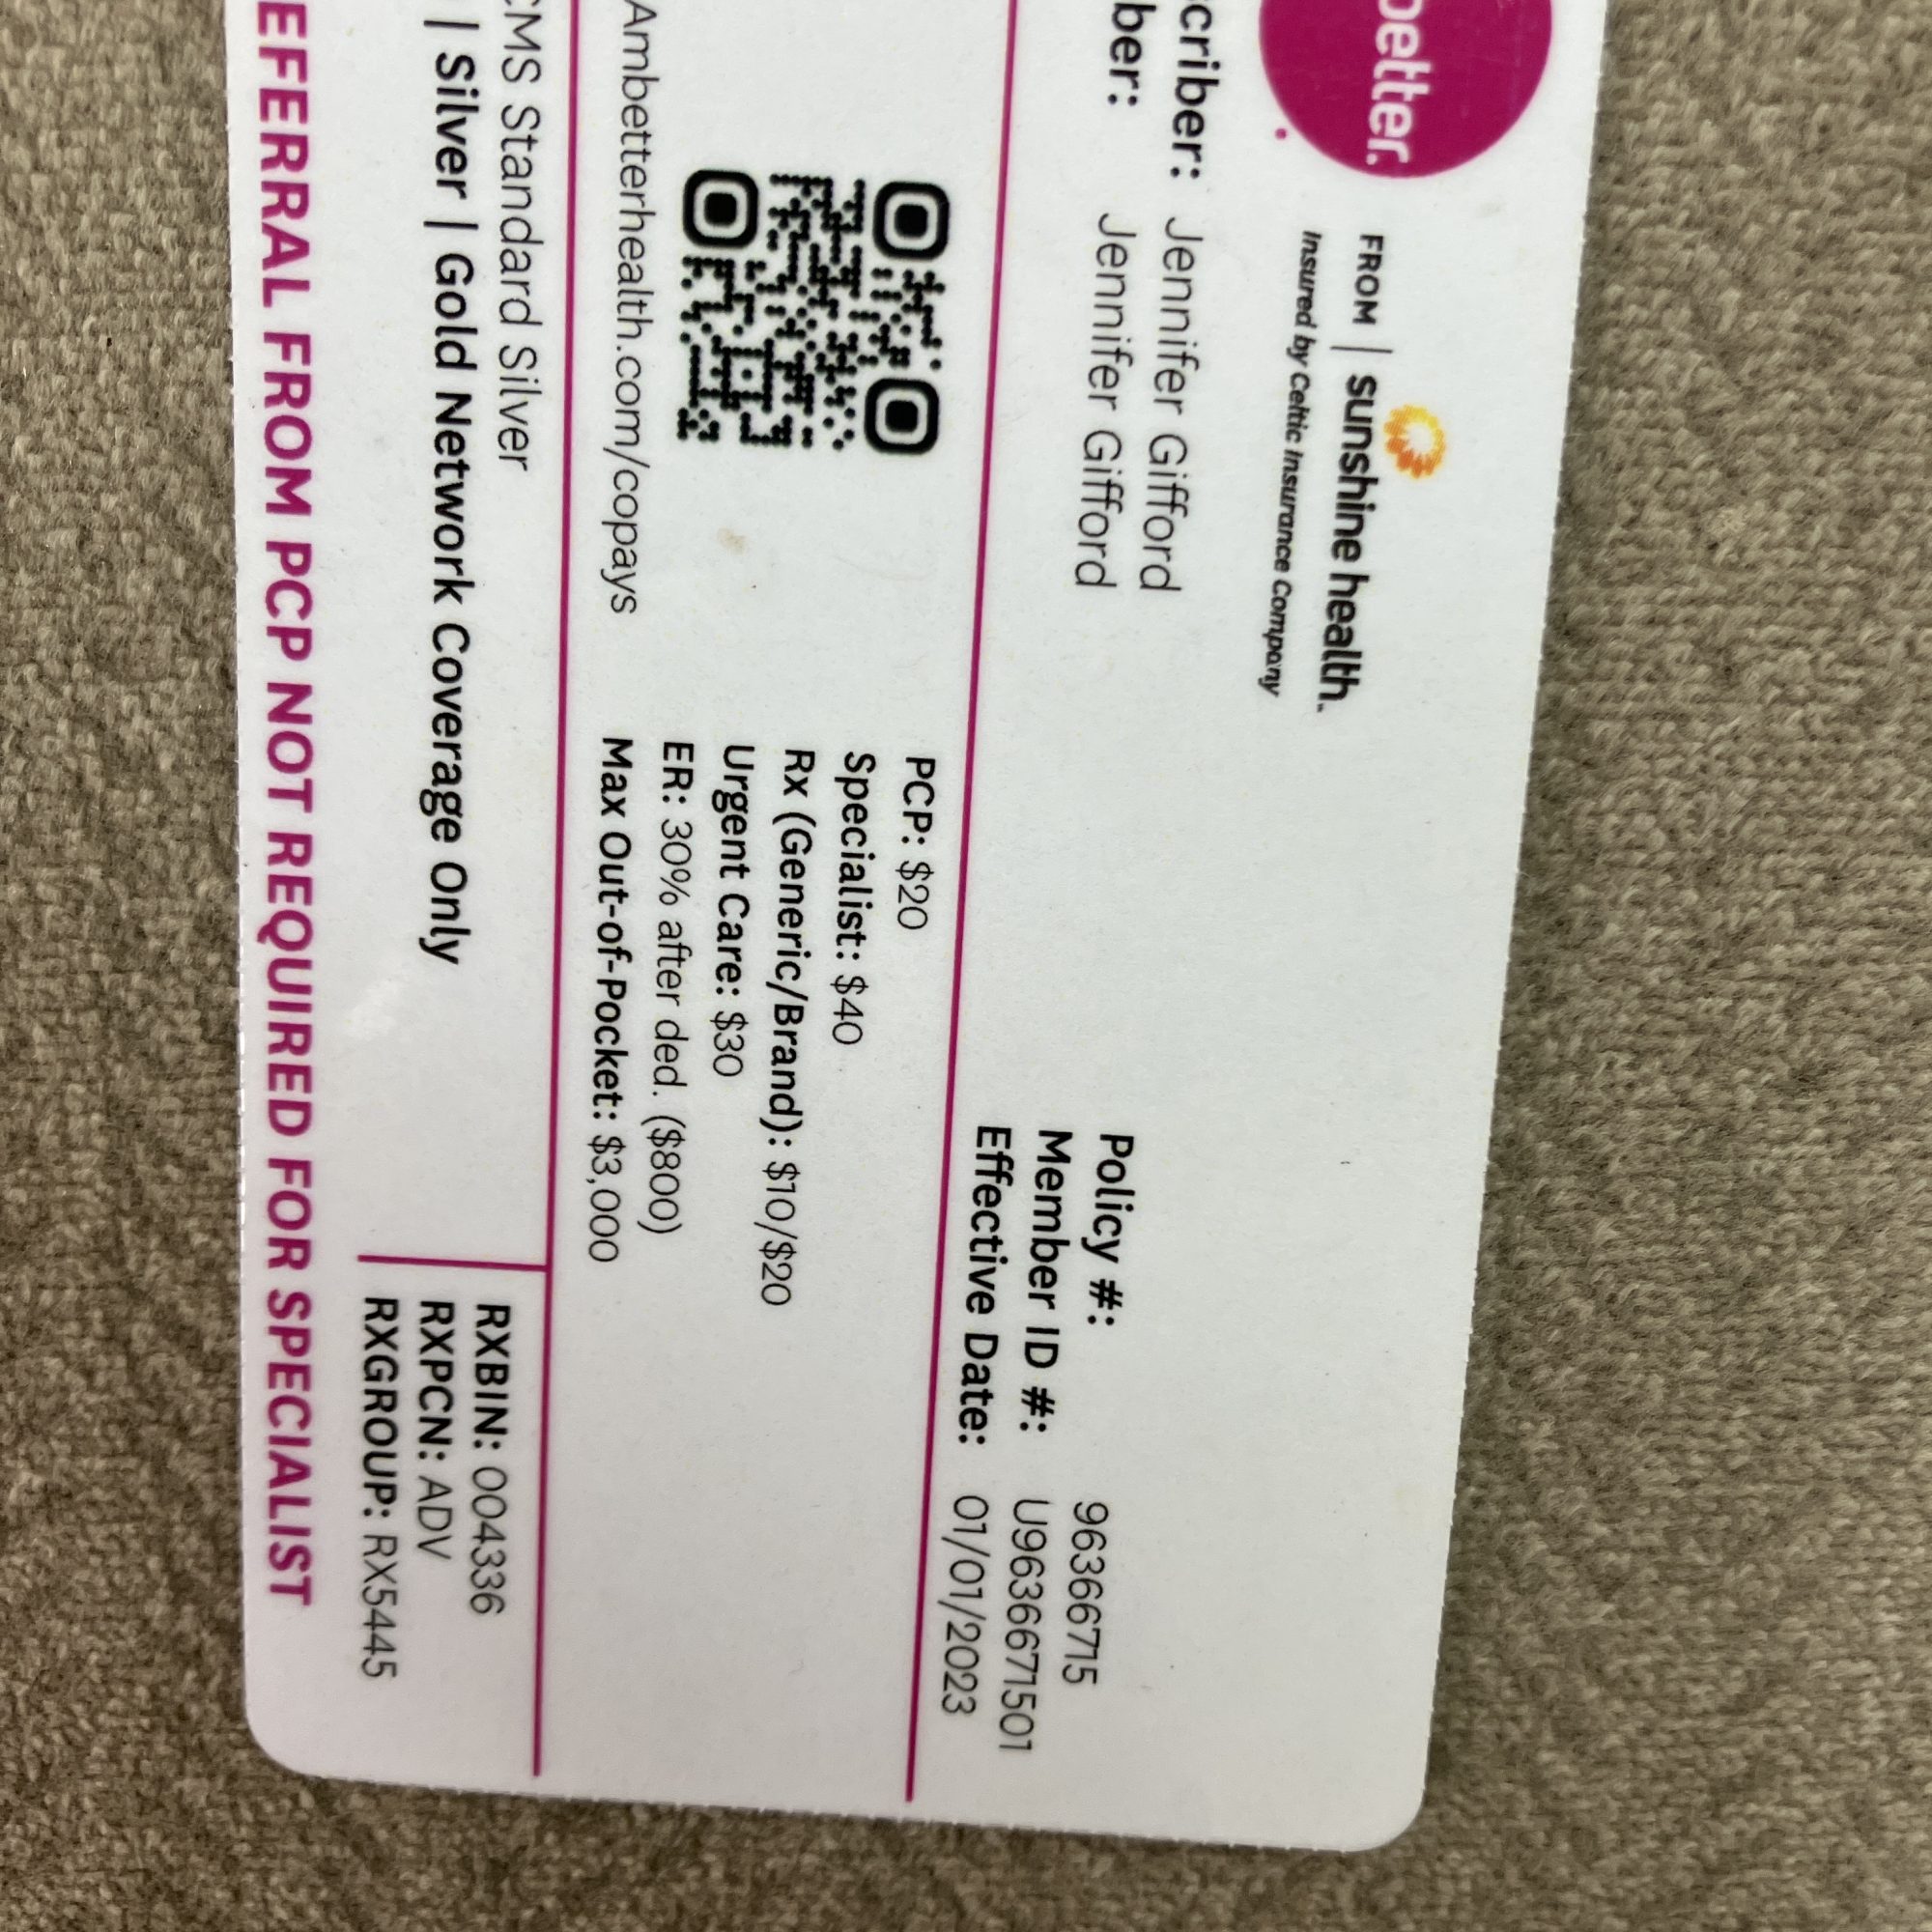 better.
FROM | sunshine health.
Insured by Celtic Insurance Company
scriber: Jennifer Gifford
ber: Jennifer Gifford
Policy #: 96366715
Member ID #: U9636671501
Effective Date: 01/01/2023
PCP: $20
Specialist: $40
Rx (Generic/Brand): $10/$20
Urgent Care: $30
ER: 30% after ded. ($800)
Max Out-of-Pocket: $3,000
Ambetterhealth.com/copays
CMS Standard Silver
| Silver | Gold Network Coverage Only
RXBIN: 004336
RXPCN: ADV
RXGROUP: RX5445
EFERRAL FROM PCP NOT REQUIRED FOR SPECIALIST